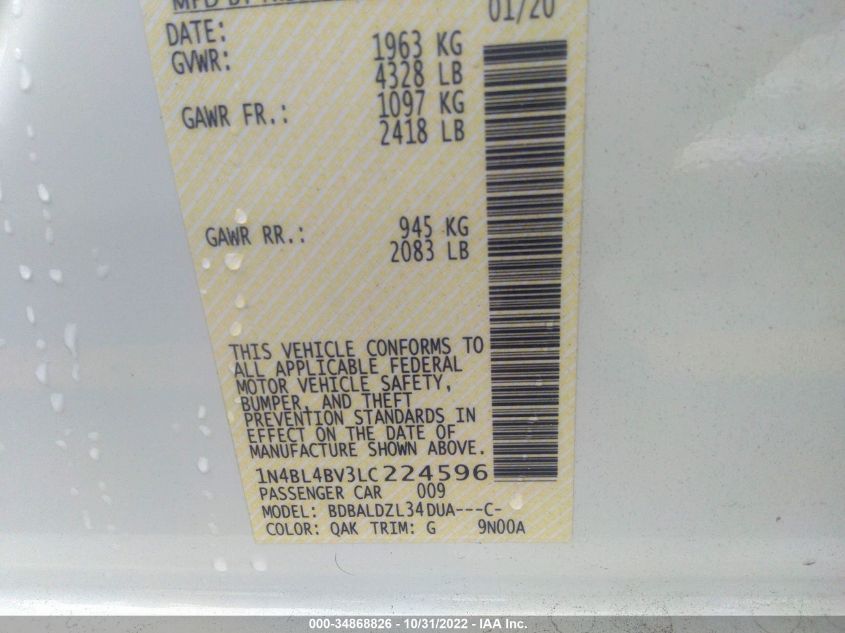 MFD BY
01/20
DATE:
GVWR: 1963 KG
4328 LB
GAWR FR.: 1097 KG
2418 LB
GAWR RR.: 945 KG
2083 LB
THIS VEHICLE CONFORMS TO
ALL APPLICABLE FEDERAL
MOTOR VEHICLE SAFETY,
BUMPER, AND THEFT
PREVENTION STANDARDS IN
EFFECT ON THE DATE OF
MANUFACTURE SHOWN ABOVE.
1N4BL4BV3LC224596
PASSENGER CAR 009
MODEL: BDBALDZL34DUA---C-
COLOR: QAK TRIM: G 9N00A
000-34868826 - 10/31/2022 - IAA Inc.